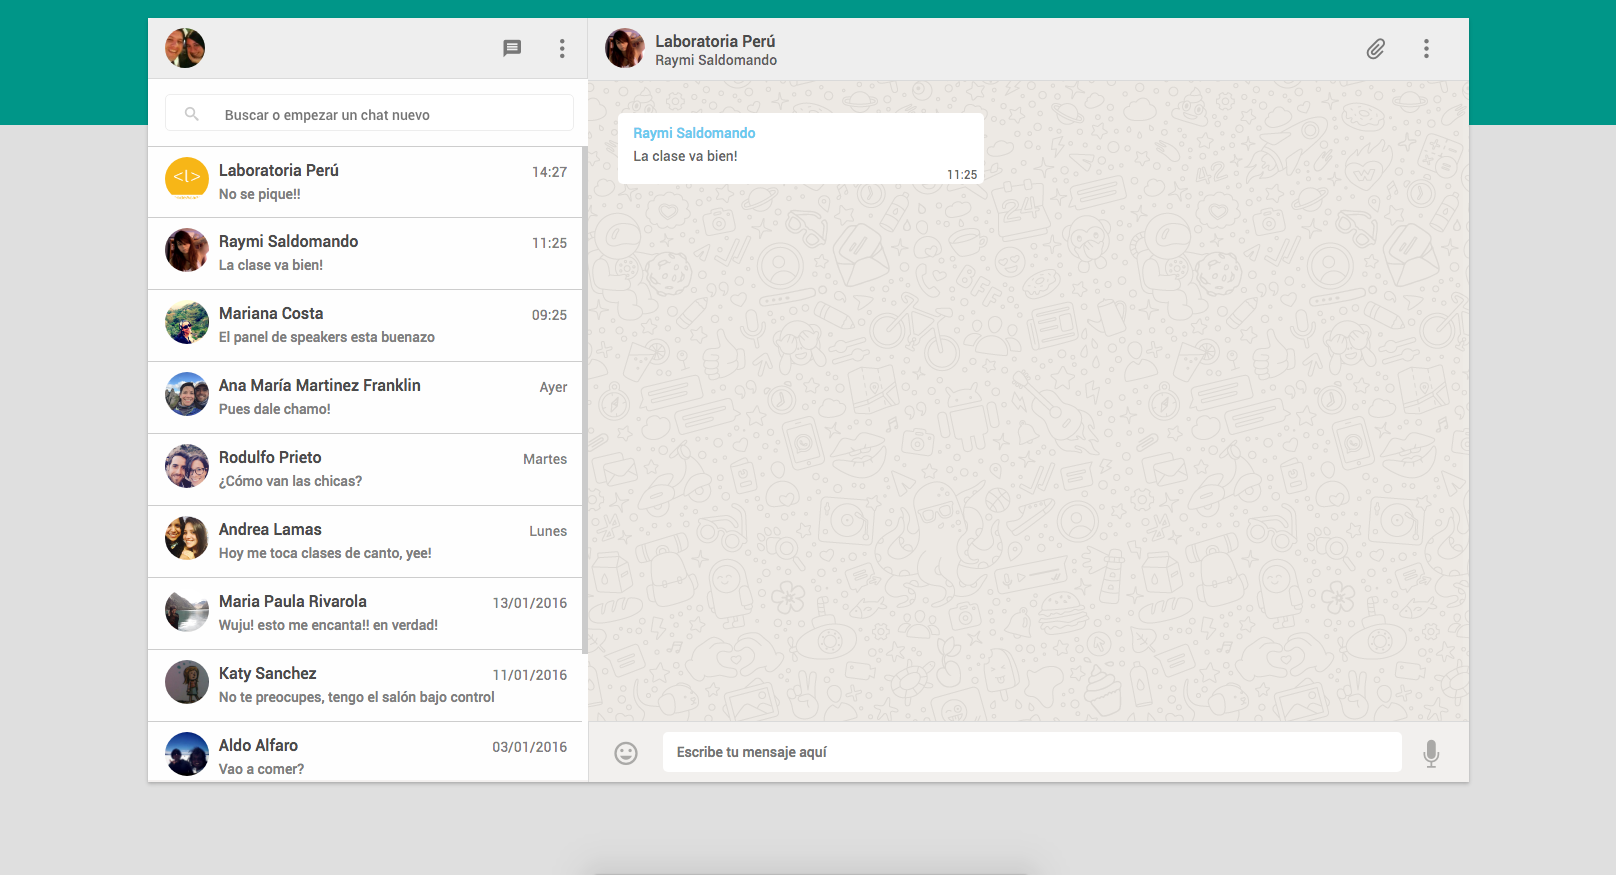 Buscar o empezar un chat nuevo
<l>
Laboratoria Perú
14:27
No se pique!!
Raymi Saldomando
11:25
La clase va bien!
Mariana Costa
09:25
El panel de speakers esta buenazo
Ana María Martinez Franklin
Ayer
Pues dale chamo!
Rodulfo Prieto
Martes
¿Cómo van las chicas?
Andrea Lamas
Lunes
Hoy me toca clases de canto, yee!
Maria Paula Rivarola
13/01/2016
Wuju! esto me encanta!! en verdad!
Katy Sanchez
11/01/2016
No te preocupes, tengo el salón bajo control
Aldo Alfaro
03/01/2016
Vao a comer?
Laboratoria Perú
Raymi Saldomando
Raymi Saldomando
La clase va bien!
11:25
24
Escribe tu mensaje aquí